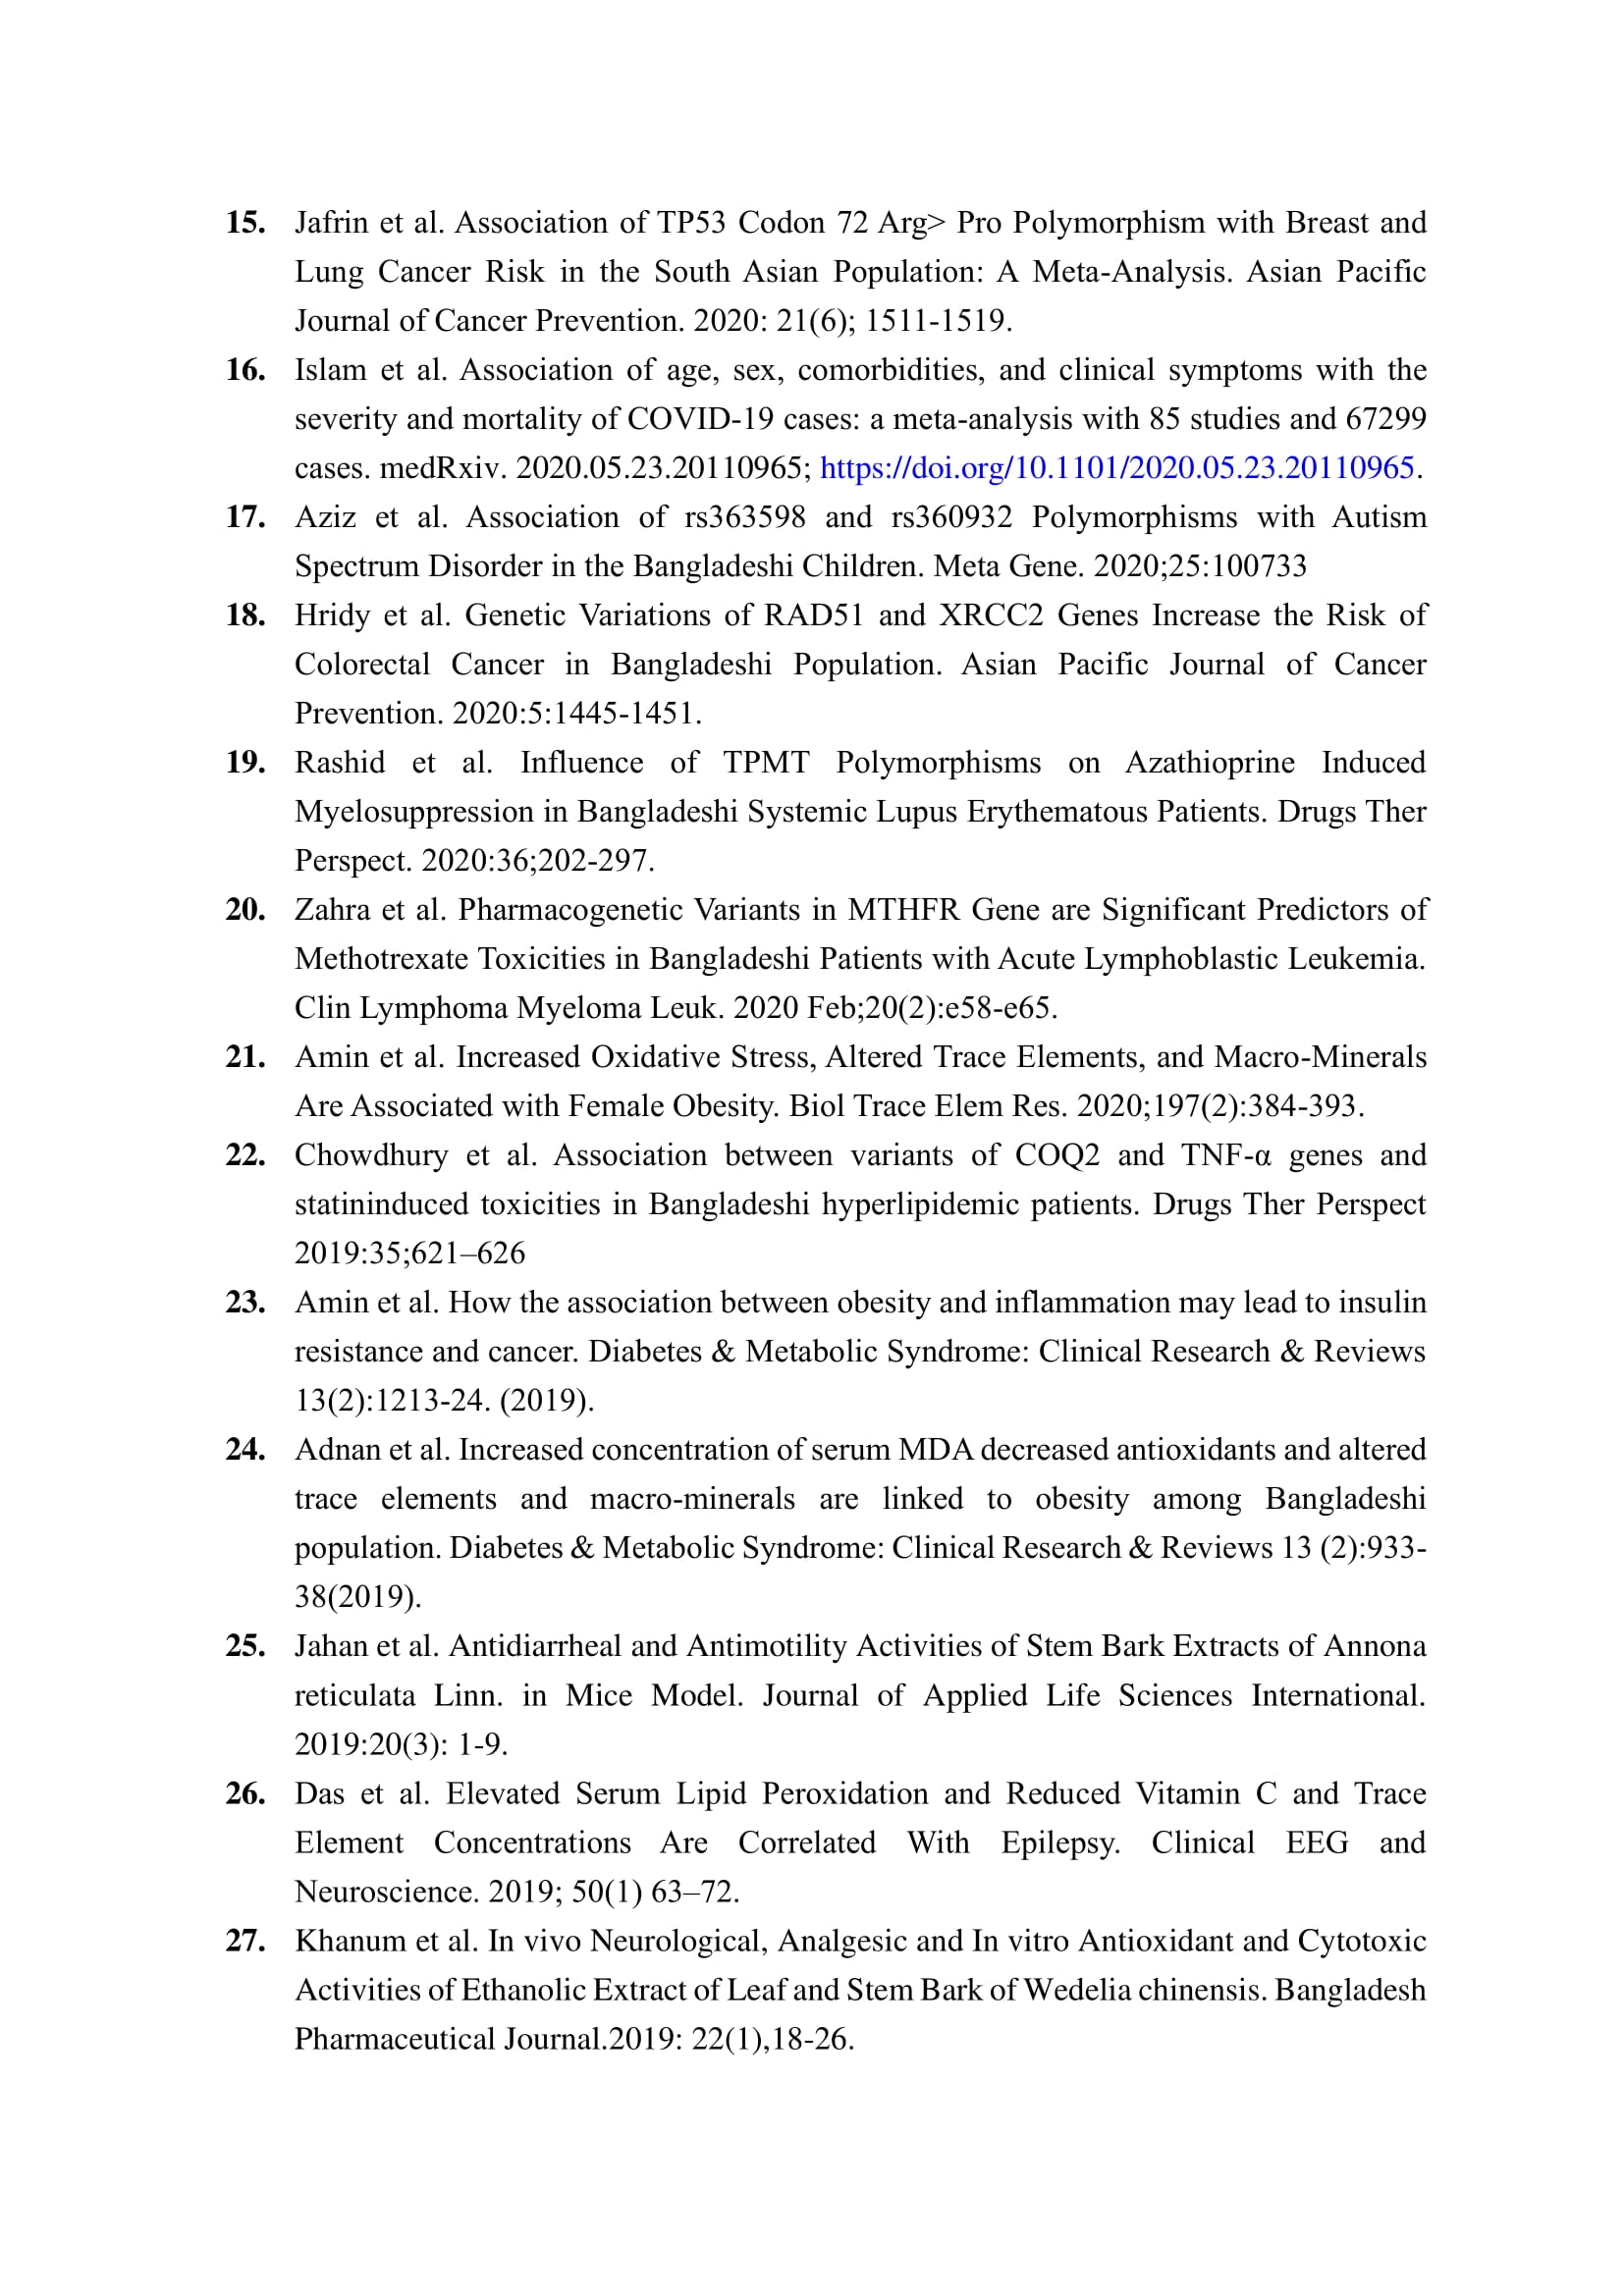 15. Jafrin et al. Association of TP53 Codon 72 Arg> Pro Polymorphism with Breast and
Lung Cancer Risk in the South Asian Population: A Meta-Analysis. Asian Pacific
Journal of Cancer Prevention. 2020: 21(6); 1511-1519.
16. Islam et al. Association of age, sex, comorbidities, and clinical symptoms with the
severity and mortality of COVID-19 cases: a meta-analysis with 85 studies and 67299
cases. medRxiv. 2020.05.23.20110965; https://doi.org/10.1101/2020.05.23.20110965.
17. Aziz et al. Association of rs363598 and rs360932 Polymorphisms with Autism
Spectrum Disorder in the Bangladeshi Children. Meta Gene. 2020;25:100733
18. Hridy et al. Genetic Variations of RAD51 and XRCC2 Genes Increase the Risk of
Colorectal Cancer in Bangladeshi Population. Asian Pacific Journal of Cancer
Prevention. 2020:5:1445-1451.
19. Rashid et al. Influence of TPMT Polymorphisms on Azathioprine Induced
Myelosuppression in Bangladeshi Systemic Lupus Erythematous Patients. Drugs Ther
Perspect. 2020:36;202-297.
20. Zahra et al. Pharmacogenetic Variants in MTHFR Gene are Significant Predictors of
Methotrexate Toxicities in Bangladeshi Patients with Acute Lymphoblastic Leukemia.
Clin Lymphoma Myeloma Leuk. 2020 Feb;20(2):e58-e65.
21. Amin et al. Increased Oxidative Stress, Altered Trace Elements, and Macro-Minerals
Are Associated with Female Obesity. Biol Trace Elem Res. 2020;197(2):384-393.
22. Chowdhury et al. Association between variants of COQ2 and TNF-α genes and
statininduced toxicities in Bangladeshi hyperlipidemic patients. Drugs Ther Perspect
2019:35;621–626
23. Amin et al. How the association between obesity and inflammation may lead to insulin
resistance and cancer. Diabetes & Metabolic Syndrome: Clinical Research & Reviews
13(2):1213-24. (2019).
24. Adnan et al. Increased concentration of serum MDA decreased antioxidants and altered
trace elements and macro-minerals are linked to obesity among Bangladeshi
population. Diabetes & Metabolic Syndrome: Clinical Research & Reviews 13 (2):933-
38(2019).
25. Jahan et al. Antidiarrheal and Antimotility Activities of Stem Bark Extracts of Annona
reticulata Linn. in Mice Model. Journal of Applied Life Sciences International.
2019:20(3): 1-9.
26. Das et al. Elevated Serum Lipid Peroxidation and Reduced Vitamin C and Trace
Element Concentrations Are Correlated With Epilepsy. Clinical EEG and
Neuroscience. 2019; 50(1) 63–72.
27. Khanum et al. In vivo Neurological, Analgesic and In vitro Antioxidant and Cytotoxic
Activities of Ethanolic Extract of Leaf and Stem Bark of Wedelia chinensis. Bangladesh
Pharmaceutical Journal.2019: 22(1),18-26.